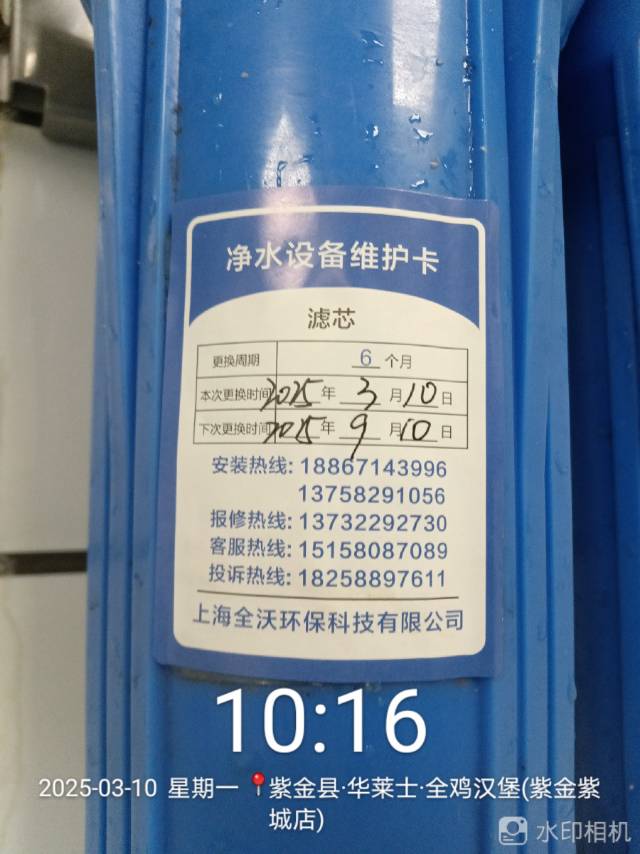 净水设备维护卡
滤芯
更换周期 6 个月
本次更换时间 2025 年 3 月 10 日
下次更换时间 2025 年 9 月 10 日
安装热线: 18867143996
13758291056
报修热线: 13732292730
客服热线: 15158087089
投诉热线: 18258897611
上海全沃环保科技有限公司
10:16
2025-03-10 星期一 紫金县·华莱士·全鸡汉堡(紫金紫
城店)
水印相机